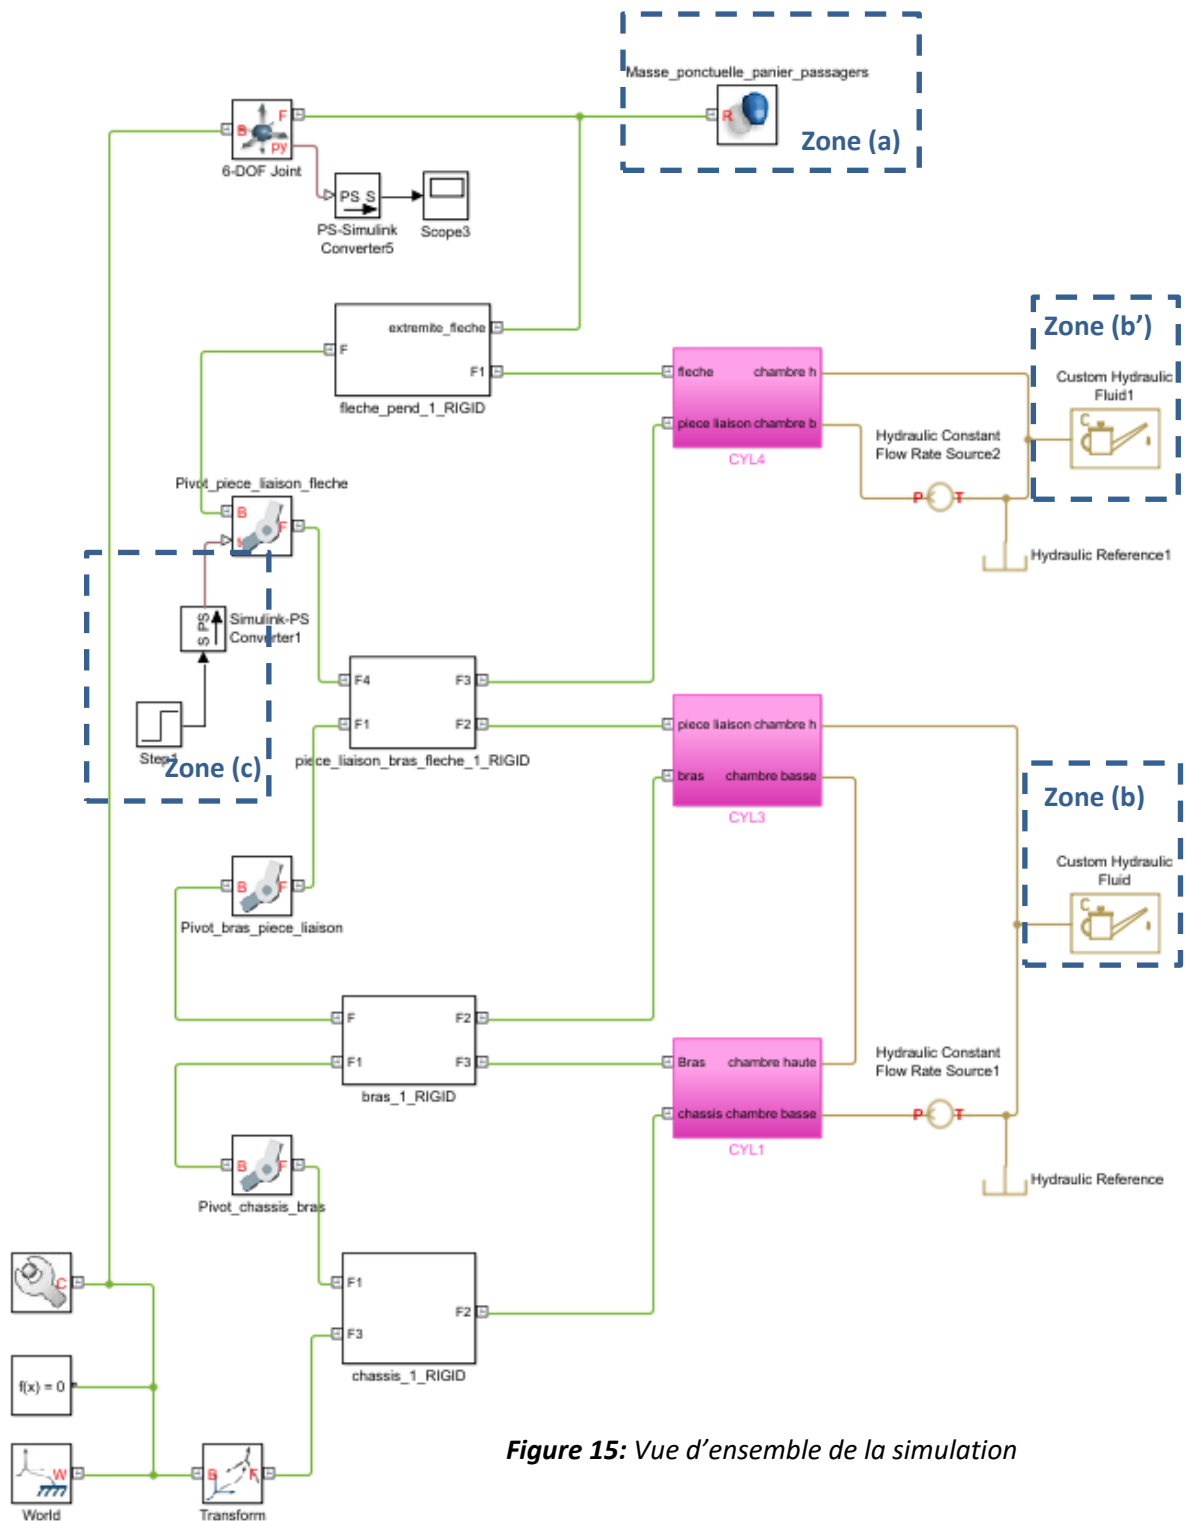 Masse_ponctuelle_panier_passagers
R
Zone (a)
B
F
py
6-DOF Joint
PS S
PS-Simulink
Converter5
Scope3
extremite_fleche
F
F1
fleche_pend_1_RIGID
fleche
chambre h
piece liaison
chambre b
CYL4
Zone (b')
Custom Hydraulic
Fluid1
C
Hydraulic Constant
Flow Rate Source2
P
T
Hydraulic Reference1
Pivot_piece_liaison_fleche
B
F
S PS
Simulink-PS
Converter1
Step1
Zone (c)
F4
F3
F1
F2
piece_liaison_bras_fleche_1_RIGID
piece liaison
chambre h
bras
chambre basse
CYL3
Zone (b)
Custom Hydraulic
Fluid
C
B
F
Pivot_bras_piece_liaison
F
F2
F1
F3
bras_1_RIGID
Bras
chambre haute
chassis
chambre basse
CYL1
Hydraulic Constant
Flow Rate Source1
P
T
Hydraulic Reference
B
F
Pivot_chassis_bras
C
F1
F2
F3
chassis_1_RIGID
f(x) = 0
W
World
B
F
Transform
Figure 15: Vue d'ensemble de la simulation